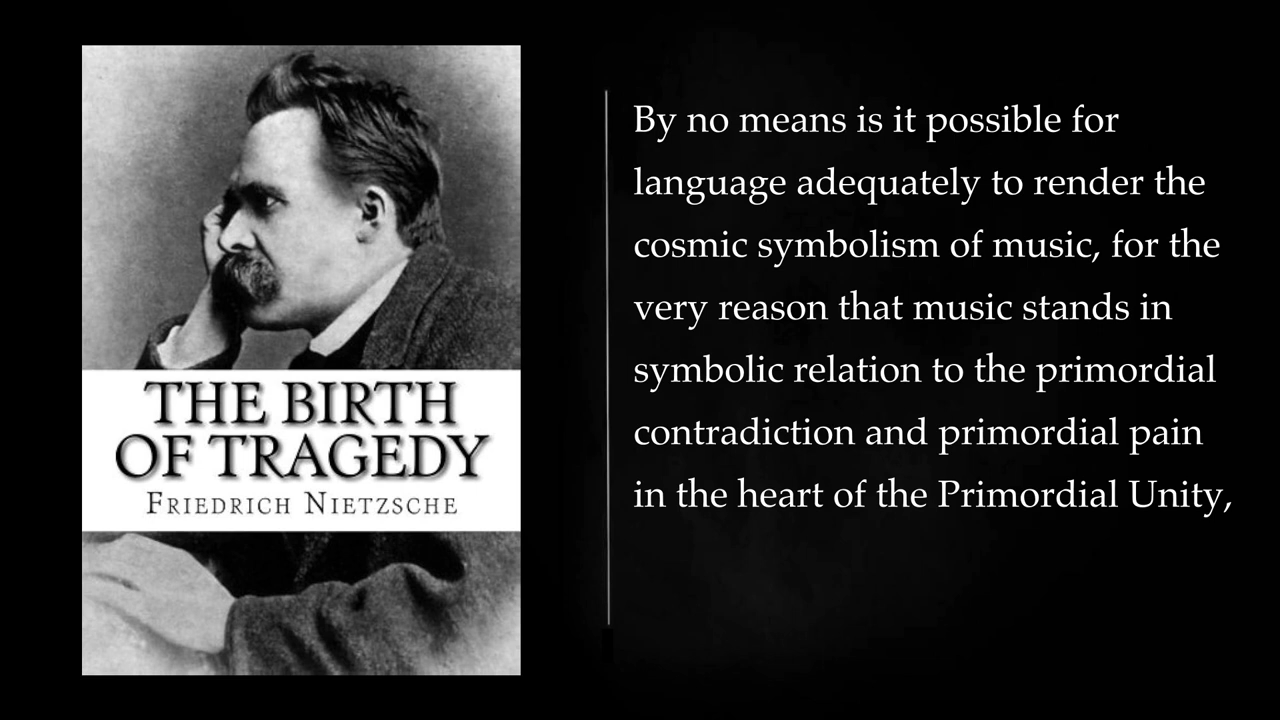 THE BIRTH
OF TRAGEDY
FRIEDRICH NIETZSCHE
By no means is it possible for
language adequately to render the
cosmic symbolism of music, for the
very reason that music stands in
symbolic relation to the primordial
contradiction and primordial pain
in the heart of the Primordial Unity,